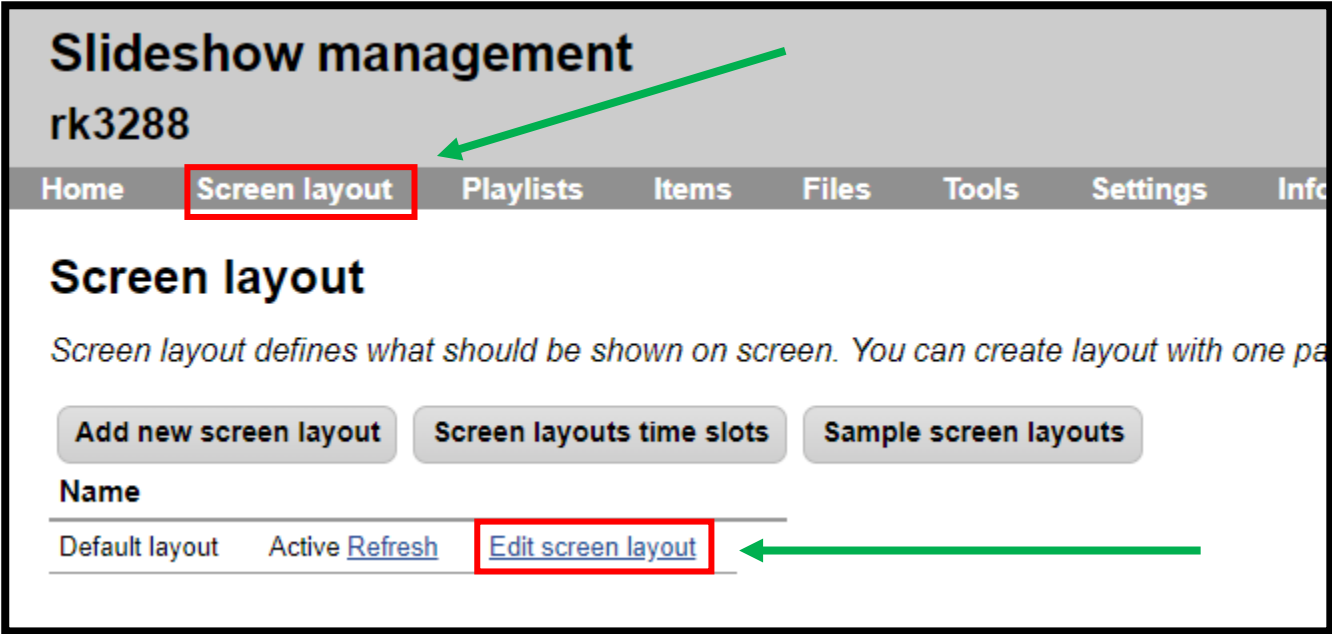 Slideshow management
rk3288
Home Screen layout Playlists Items Files Tools Settings Info
Screen layout
Screen layout defines what should be shown on screen. You can create layout with one pa
Add new screen layout Screen layouts time slots Sample screen layouts
Name
Default layout Active Refresh Edit screen layout